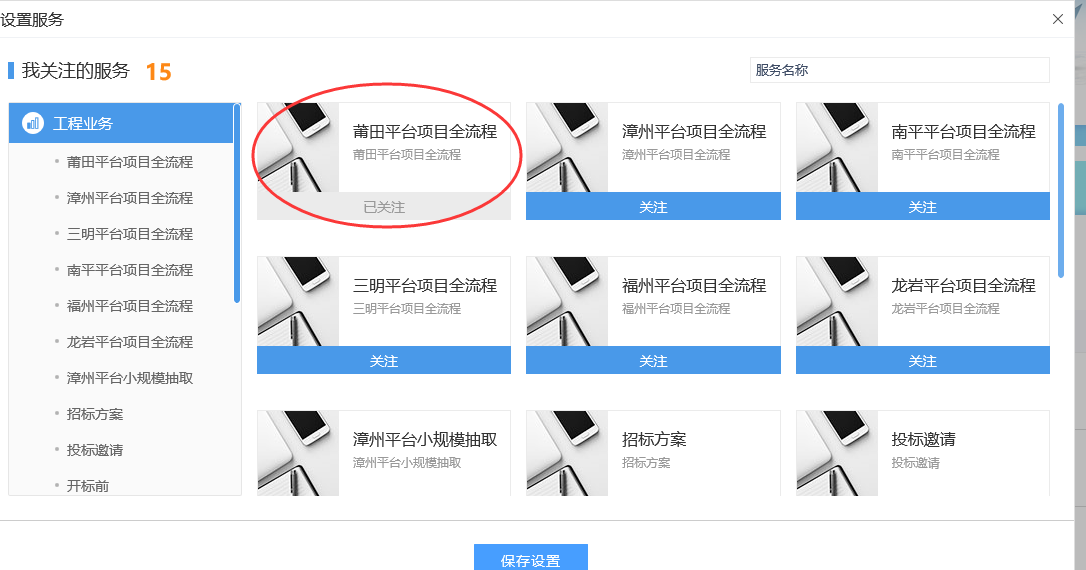 设置服务
我关注的服务 15
服务名称
工程业务
莆田平台项目全流程
漳州平台项目全流程
三明平台项目全流程
南平平台项目全流程
福州平台项目全流程
龙岩平台项目全流程
漳州平台小规模抽取
招标方案
投标邀请
开标前
莆田平台项目全流程
莆田平台项目全流程
已关注
漳州平台项目全流程
漳州平台项目全流程
关注
南平平台项目全流程
南平平台项目全流程
关注
三明平台项目全流程
三明平台项目全流程
关注
福州平台项目全流程
福州平台项目全流程
关注
龙岩平台项目全流程
龙岩平台项目全流程
关注
漳州平台小规模抽取
漳州平台小规模抽取
招标方案
招标方案
投标邀请
投标邀请
保存设置